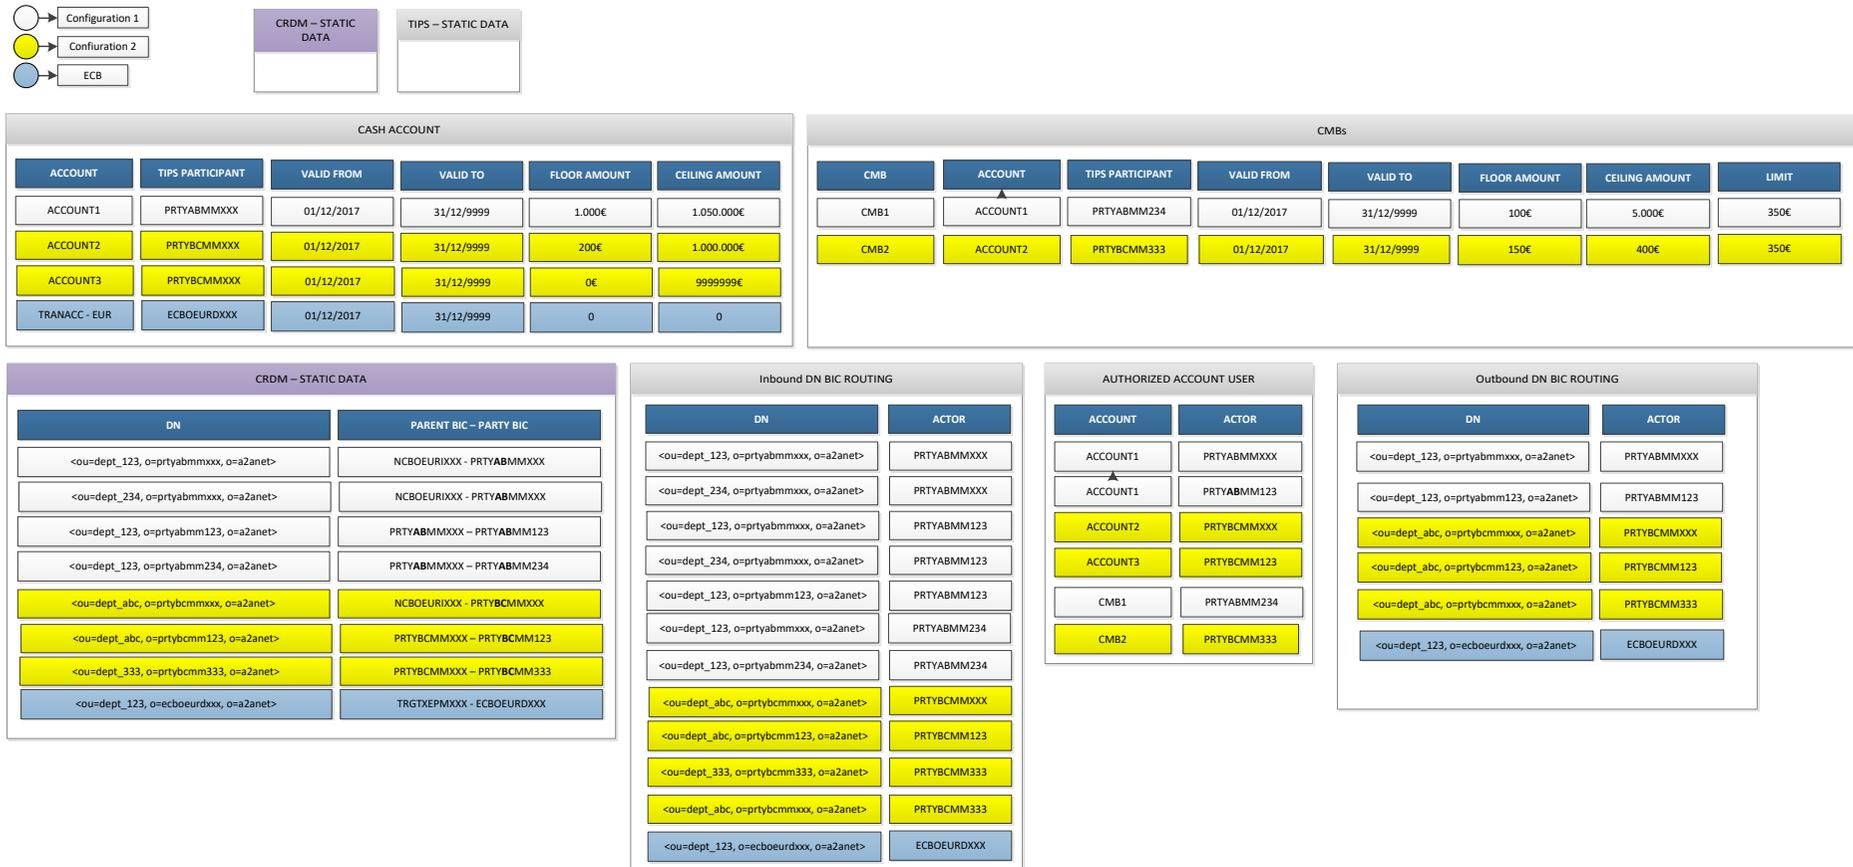 Configuration 1
Confiuration 2
ECB
CRDM – STATIC
DATA
TIPS – STATIC DATA
CASH ACCOUNT
ACCOUNT TIPS PARTICIPANT VALID FROM VALID TO FLOOR AMOUNT CEILING AMOUNT
ACCOUNT1 PRTYABMMXXX 01/12/2017 31/12/9999 1.000€ 1.050.000€
ACCOUNT2 PRTYBCMMXXX 01/12/2017 31/12/9999 200€ 1.000.000€
ACCOUNT3 PRTYBCMMXXX 01/12/2017 31/12/9999 0€ 9999999€
TRANACC - EUR ECBOEURDXXX 01/12/2017 31/12/9999 0 0
CMBs
CMB ACCOUNT TIPS PARTICIPANT VALID FROM VALID TO FLOOR AMOUNT CEILING AMOUNT LIMIT
CMB1 ACCOUNT1 PRTYABMM234 01/12/2017 31/12/9999 100€ 5.000€ 350€
CMB2 ACCOUNT2 PRTYBCMM333 01/12/2017 31/12/9999 150€ 400€ 350€
CRDM – STATIC DATA
DN PARENT BIC – PARTY BIC
<ou=dept_123, o=prtyabmmxxx, o=a2anet> NCBOEURIXXX - PRTYABMMXXX
<ou=dept_234, o=prtyabmmxxx, o=a2anet> NCBOEURIXXX - PRTYABMMXXX
<ou=dept_123, o=prtyabmm123, o=a2anet> PRTYABMMXXX – PRTYABMM123
<ou=dept_123, o=prtyabmm234, o=a2anet> PRTYABMMXXX – PRTYABMM234
<ou=dept_abc, o=prtybcmmxxx, o=a2anet> NCBOEURIXXX - PRTYBCMMXXX
<ou=dept_abc, o=prtybcmm123, o=a2anet> PRTYBCMMXXX – PRTYBCMM123
<ou=dept_333, o=prtybcmm333, o=a2anet> PRTYBCMMXXX – PRTYBCMM333
<ou=dept_123, o=ecboeurdxxx, o=a2anet> TRGTXEPMXXX - ECBOEURDXXX
Inbound DN BIC ROUTING
DN ACTOR
<ou=dept_123, o=prtyabmmxxx, o=a2anet> PRTYABMMXXX
<ou=dept_234, o=prtyabmmxxx, o=a2anet> PRTYABMMXXX
<ou=dept_123, o=prtyabmmxxx, o=a2anet> PRTYABMM123
<ou=dept_234, o=prtyabmmxxx, o=a2anet> PRTYABMM123
<ou=dept_123, o=prtyabmm123, o=a2anet> PRTYABMM123
<ou=dept_123, o=prtyabmmxxx, o=a2anet> PRTYABMM234
<ou=dept_123, o=prtyabmm234, o=a2anet> PRTYABMM234
<ou=dept_abc, o=prtybcmmxxx, o=a2anet> PRTYBCMMXXX
<ou=dept_abc, o=prtybcmm123, o=a2anet> PRTYBCMM123
<ou=dept_333, o=prtybcmm333, o=a2anet> PRTYBCMM333
<ou=dept_abc, o=prtybcmmxxx, o=a2anet> PRTYBCMM333
<ou=dept_123, o=ecboeurdxxx, o=a2anet> ECBOEURDXXX
AUTHORIZED ACCOUNT USER
ACCOUNT ACTOR
ACCOUNT1 PRTYABMMXXX
ACCOUNT1 PRTYABMM123
ACCOUNT2 PRTYBCMMXXX
ACCOUNT3 PRTYBCMM123
CMB1 PRTYABMM234
CMB2 PRTYBCMM333
Outbound DN BIC ROUTING
DN ACTOR
<ou=dept_123, o=prtyabmmxxx, o=a2anet> PRTYABMMXXX
<ou=dept_123, o=prtyabmm123, o=a2anet> PRTYABMM123
<ou=dept_abc, o=prtybcmmxxx, o=a2anet> PRTYBCMMXXX
<ou=dept_abc, o=prtybcmm123, o=a2anet> PRTYBCMM123
<ou=dept_abc, o=prtybcmmxxx, o=a2anet> PRTYBCMM333
<ou=dept_123, o=ecboeurdxxx, o=a2anet> ECBOEURDXXX